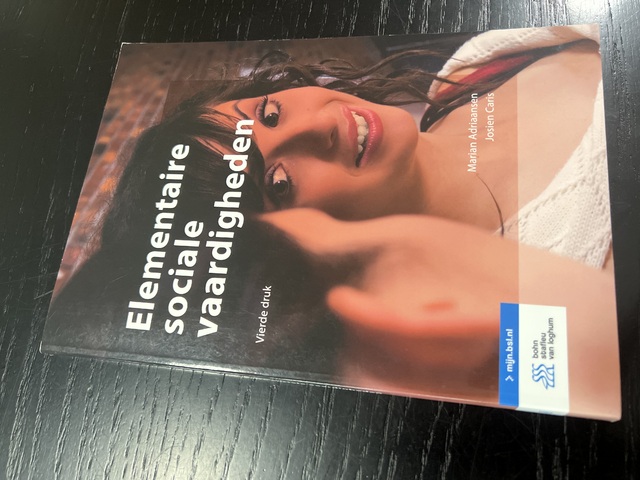 Elementaire
sociale
vaardigheden
Vierde druk
Marian Adriaansen
Josien Caris
> mijn.bsl.nl
bohn
stafleu
van loghum